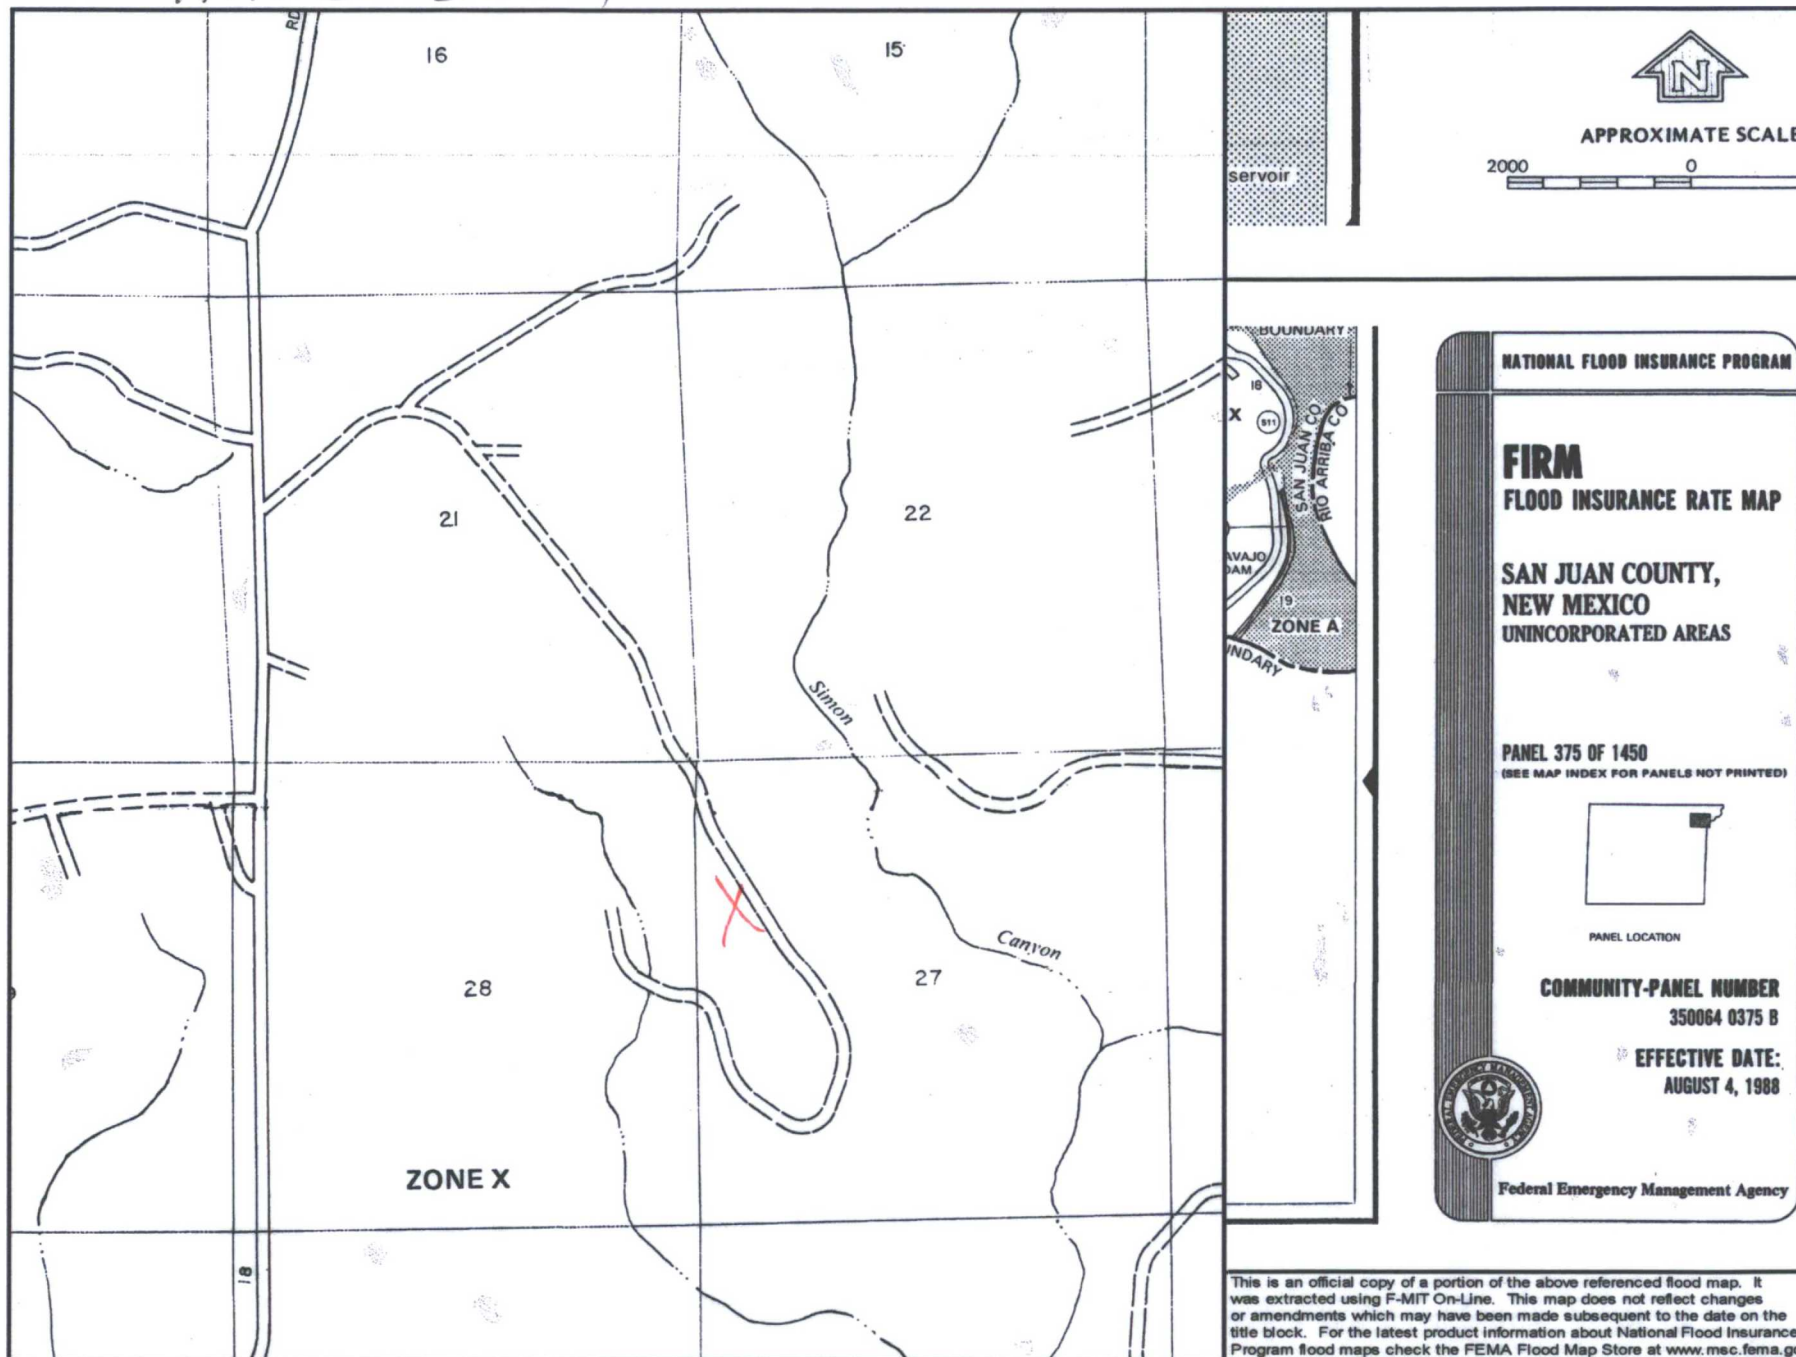 RD
16
15
21
22
Simon
Canyon
28
27
ZONE X
18
servoir
N
APPROXIMATE SCALE
2000 0
BOUNDARY
18
X
511
SAN JUAN CO
RIO ARRIBA CO
AVAJO
DAM
19
ZONE A
UNDARY
NATIONAL FLOOD INSURANCE PROGRAM
FIRM
FLOOD INSURANCE RATE MAP
SAN JUAN COUNTY,
NEW MEXICO
UNINCORPORATED AREAS
PANEL 375 OF 1450
(SEE MAP INDEX FOR PANELS NOT PRINTED)
PANEL LOCATION
COMMUNITY-PANEL NUMBER
350064 0375 B
EFFECTIVE DATE:
AUGUST 4, 1988
Federal Emergency Management Agency
This is an official copy of a portion of the above referenced flood map. It
was extracted using F-MIT On-Line. This map does not reflect changes
or amendments which may have been made subsequent to the date on the
title block. For the latest product information about National Flood Insurance
Program flood maps check the FEMA Flood Map Store at www.msc.fema.go